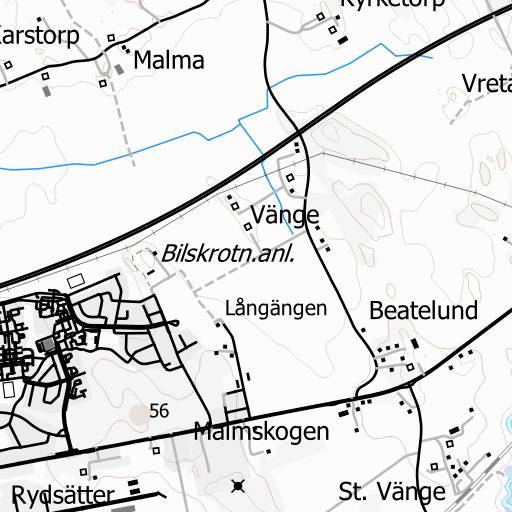 Kyrketorp
Karstorp
Malma
Vreta
Vänge
Bilskrotn.anl.
Långängen
Beatelund
56
Malmskogen
Rydsätter
St. Vänge